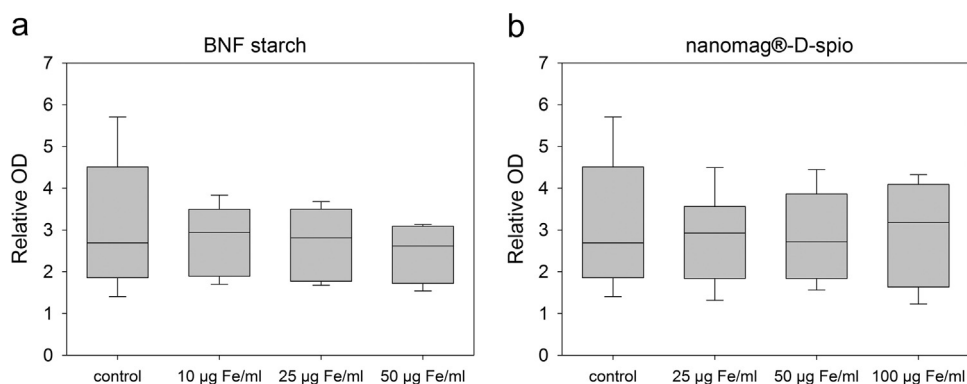 a
BNF starch
Relative OD
7
6
5
4
3
2
1
0
control
10 µg Fe/ml
25 µg Fe/ml
50 µg Fe/ml
b
nanomag®-D-spio
Relative OD
7
6
5
4
3
2
1
0
control
25 µg Fe/ml
50 µg Fe/ml
100 µg Fe/ml